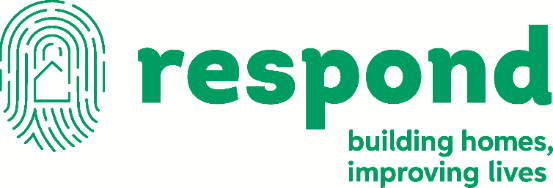 respond
building homes,
improving lives